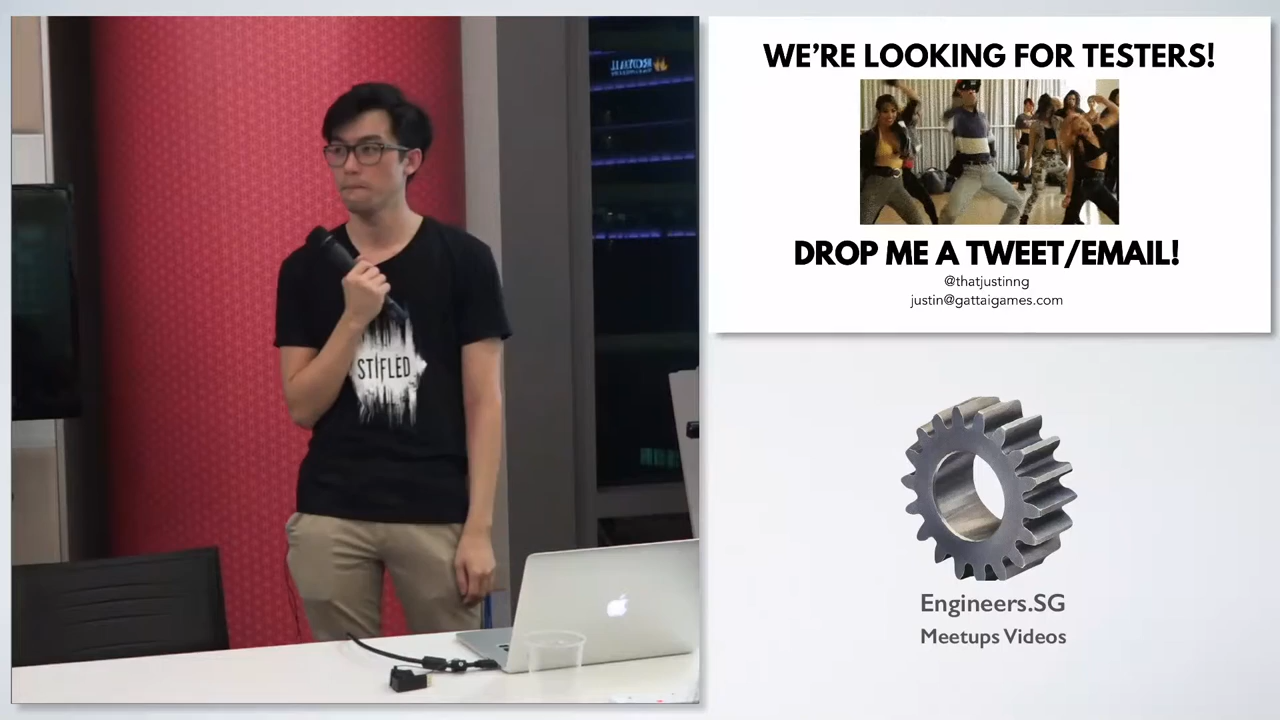 WE'RE LOOKING FOR TESTERS!
DROP ME A TWEET/EMAIL!
@thatjustinng
justin@gattaigames.com
STIFLED
Engineers.SG
Meetups Videos